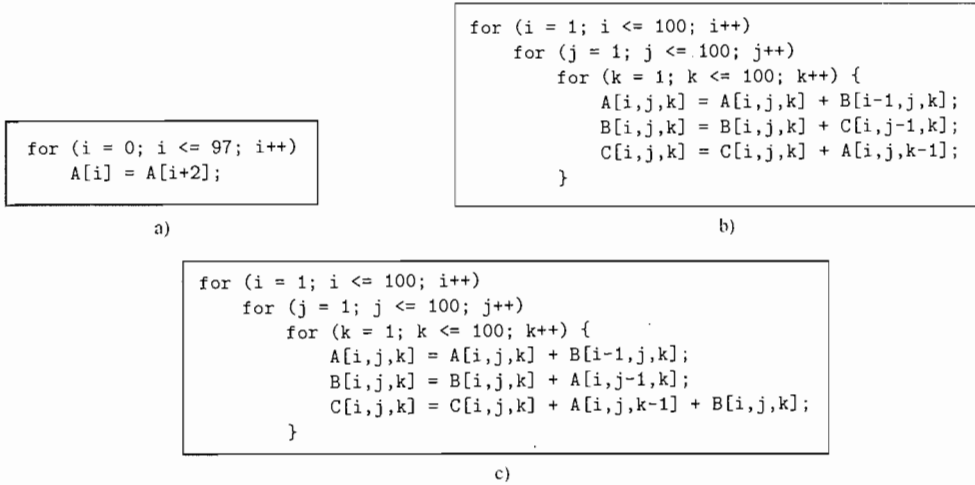 for (i = 0; i <= 97; i++)
    A[i] = A[i+2];
a)
for (i = 1; i <= 100; i++)
    for (j = 1; j <= 100; j++)
        for (k = 1; k <= 100; k++) {
            A[i,j,k] = A[i,j,k] + B[i-1,j,k];
            B[i,j,k] = B[i,j,k] + C[i,j-1,k];
            C[i,j,k] = C[i,j,k] + A[i,j,k-1];
        }
b)
for (i = 1; i <= 100; i++)
    for (j = 1; j <= 100; j++)
        for (k = 1; k <= 100; k++) {
            A[i,j,k] = A[i,j,k] + B[i-1,j,k];
            B[i,j,k] = B[i,j,k] + A[i,j-1,k];
            C[i,j,k] = C[i,j,k] + A[i,j,k-1] + B[i,j,k];
        }
c)